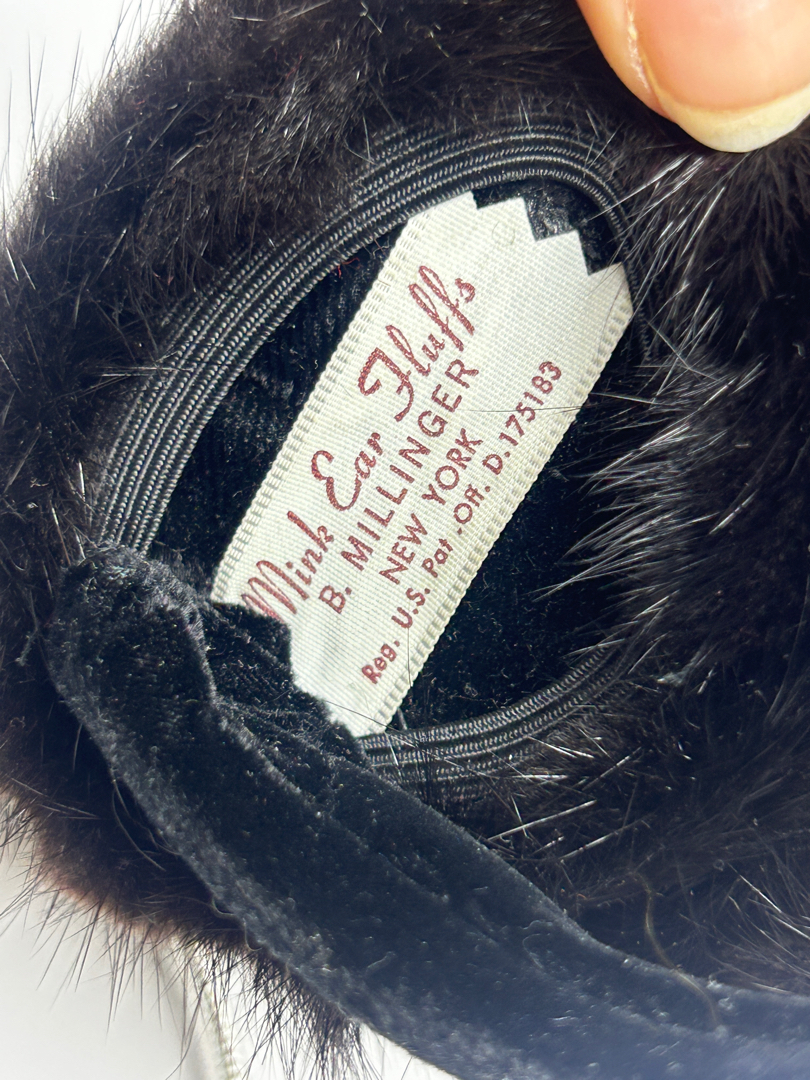 Mink Ear Fluffs
B. MILLINGER
NEW YORK
Reg. U.S. Pat. Off. D.175183